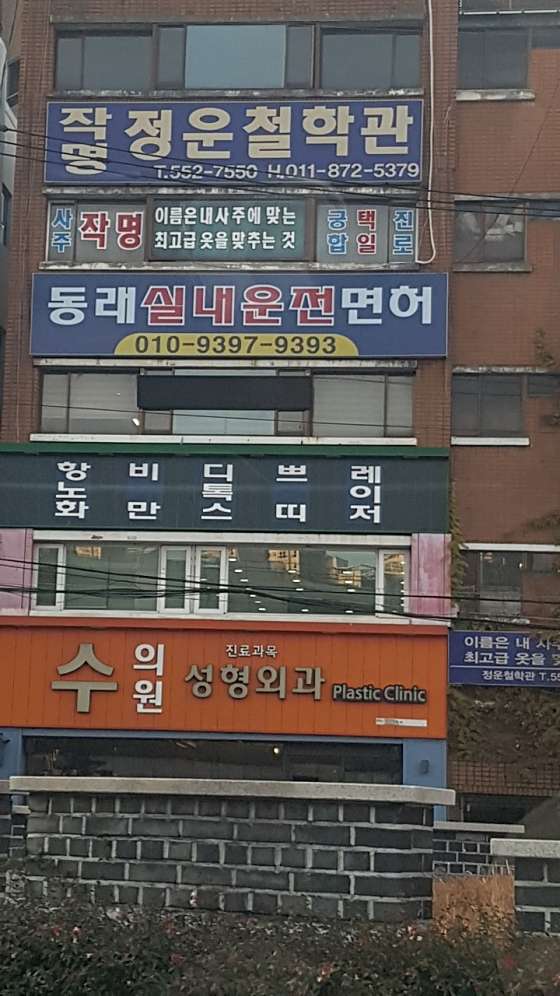 작명 정운철학관
T.552-7550 H.011-872-5379
사주 작명 이름은 내 사주에 맞는 최고급 옷을 맞추는 것 궁합 택일 진로
동래실내운전면허
010-9397-9393
항노화 비만 디톡스 쁘띠 레이저
수의원 진료과목 성형외과 Plastic Clinic
이름은 내 사주
최고급 옷을
정운철학관 T.55